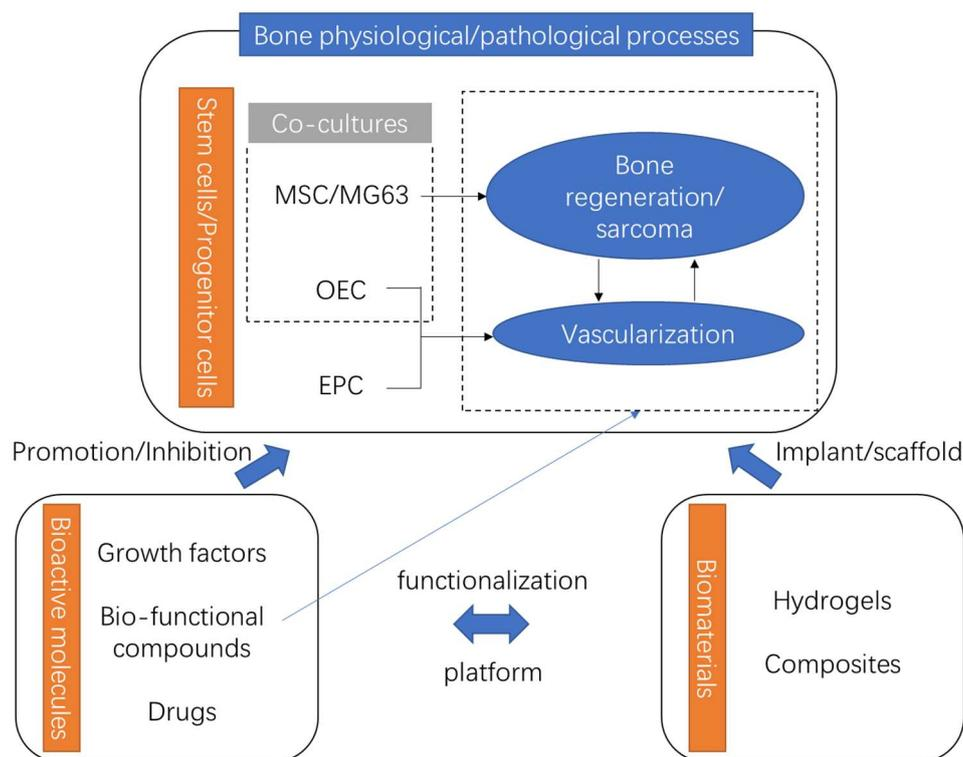 Bone physiological/pathological processes
Stem cells/Progenitor cells
Co-cultures
MSC/MG63
OEC
EPC
Bone
regeneration/
sarcoma
Vascularization
Promotion/Inhibition
Implant/scaffold
Bioactive molecules
Growth factors
Bio-functional
compounds
Drugs
functionalization
platform
Biomaterials
Hydrogels
Composites